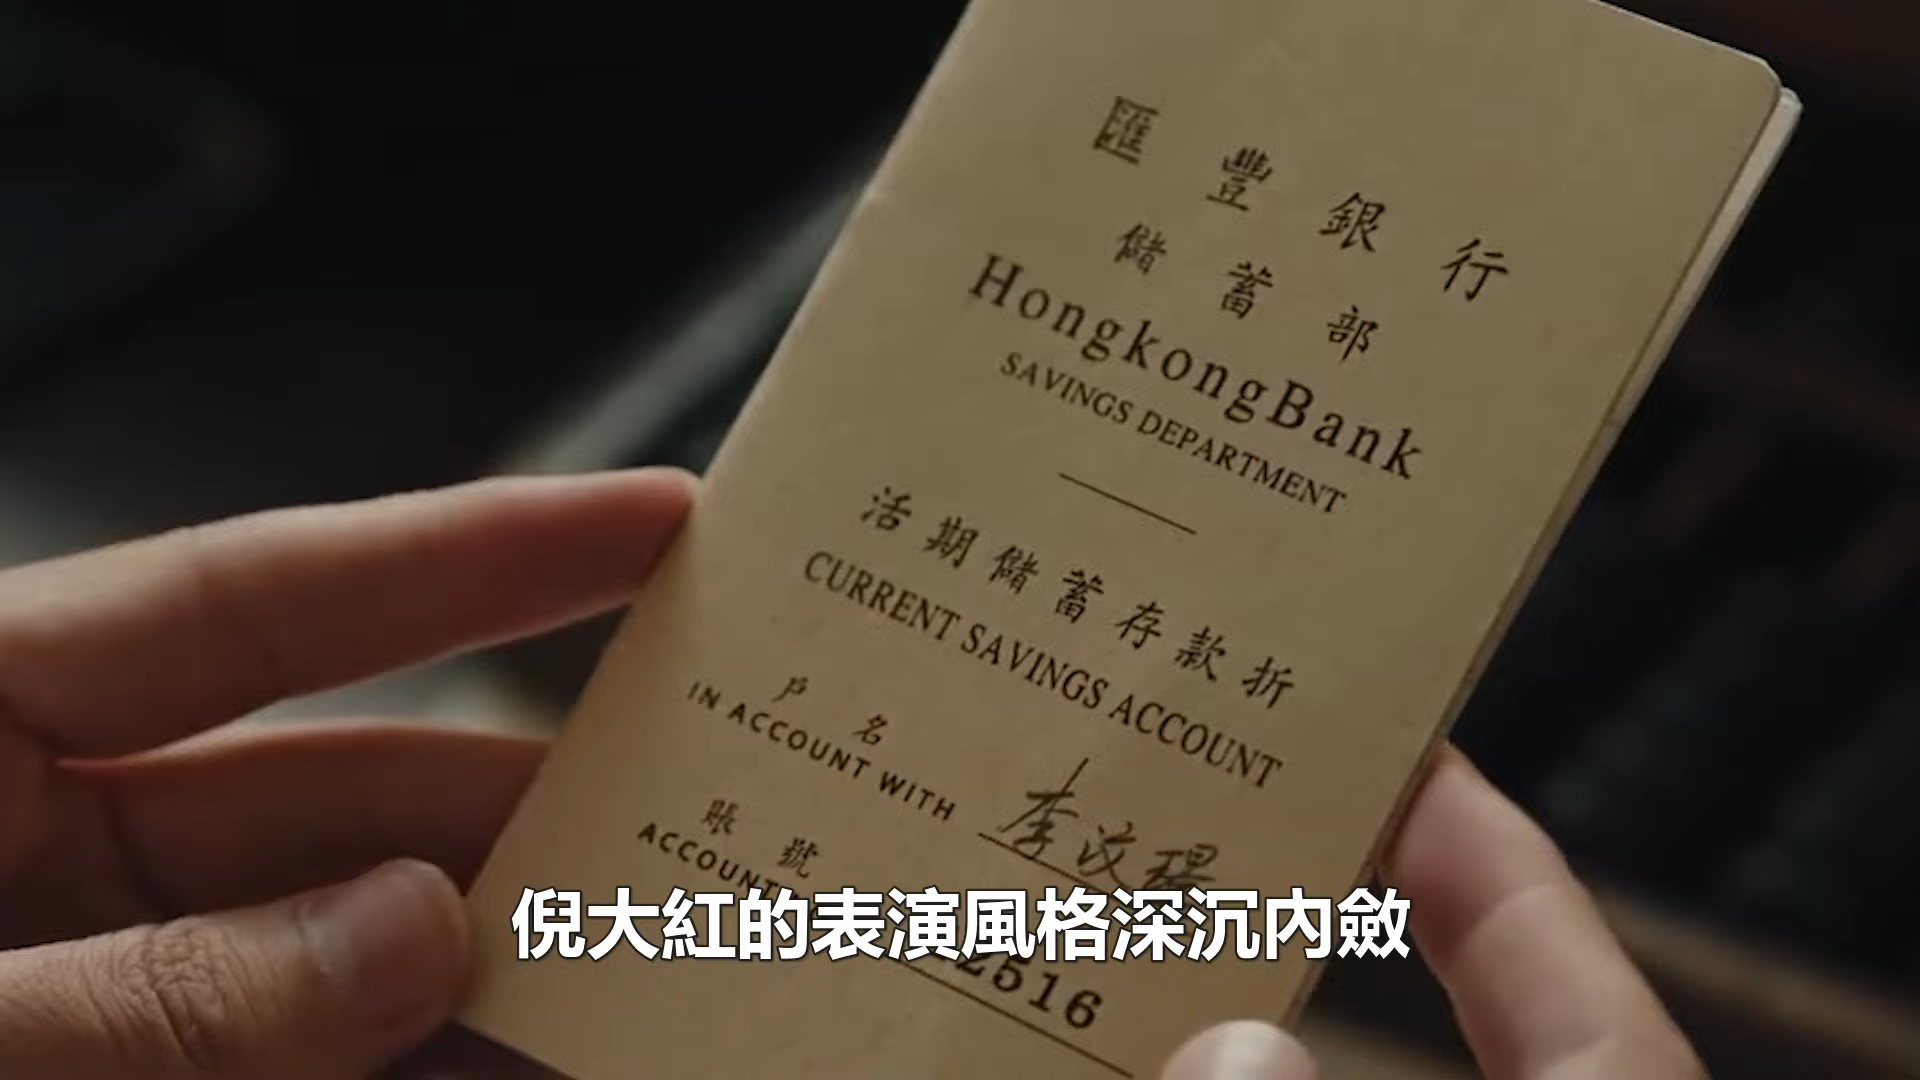 匯豐銀行
儲蓄部
HongkongBank
SAVINGS DEPARTMENT
活期儲蓄存款折
CURRENT SAVINGS ACCOUNT
戶名
IN ACCOUNT WITH 李汶
賬號
ACCOUNT
2516
倪大紅的表演風格深沉內斂